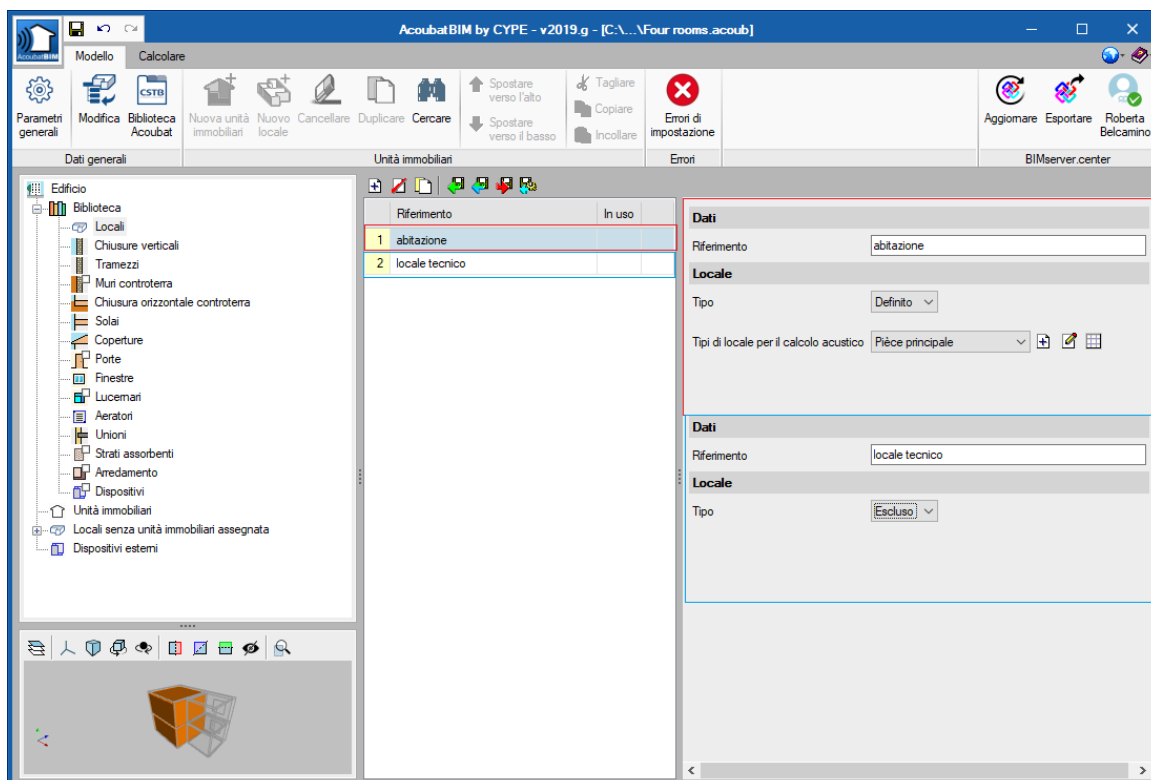 AcoubatBIM by CYPE - v2019.g - [C:\...\Four rooms.acoub]
AcoubatBIM
Modello Calcolare
Parametri generali
Modifica
Biblioteca Acoubat
CSTB
Nuova unità immobiliari
Nuovo locale
Cancellare
Duplicare
Cercare
Spostare verso l'alto
Spostare verso il basso
Tagliare
Copiare
Incollare
Errori di impostazione
Aggiornare
Esportare
Roberta Belcamino
Dati generali
Unità immobiliari
Errori
BIMserver.center
Edificio
Biblioteca
Locali
Chiusure verticali
Tramezzi
Muri controterra
Chiusura orizzontale controterra
Solai
Coperture
Porte
Finestre
Lucernari
Aeratori
Unioni
Strati assorbenti
Arredamento
Dispositivi
Unità immobiliari
Locali senza unità immobiliari assegnata
Dispositivi esterni
Riferimento In uso
1 abitazione
2 locale tecnico
Dati
Riferimento abitazione
Locale
Tipo Definito
Tipi di locale per il calcolo acustico Pièce principale
Dati
Riferimento locale tecnico
Locale
Tipo Escluso